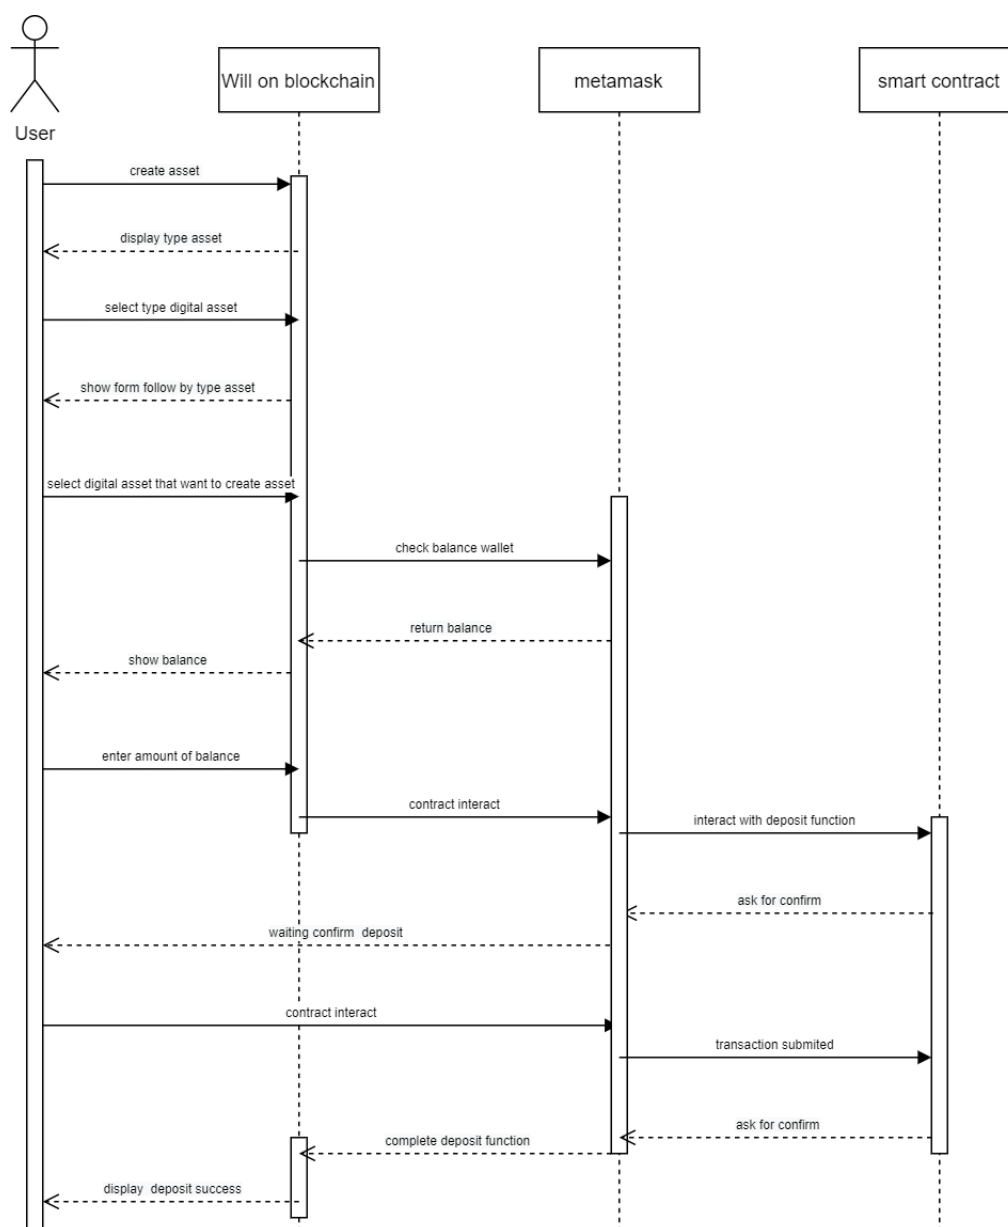 Will on blockchain
metamask
smart contract
User
create asset
display type asset
select type digital asset
show form follow by type asset
select digital asset that want to create asset
check balance wallet
return balance
show balance
enter amount of balance
contract interact
interact with deposit function
ask for confirm
waiting confirm  deposit
contract interact
transaction submited
ask for confirm
complete deposit function
display  deposit success